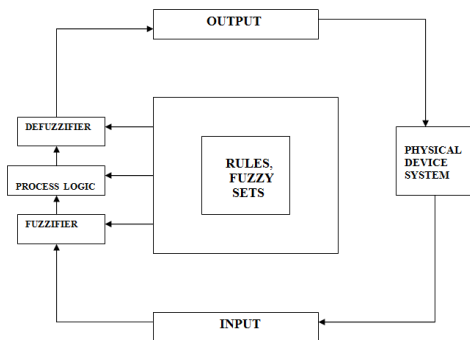 OUTPUT
DEFUZZIFIER
PROCESS LOGIC
FUZZIFIER
RULES,
FUZZY
SETS
PHYSICAL
DEVICE
SYSTEM
INPUT